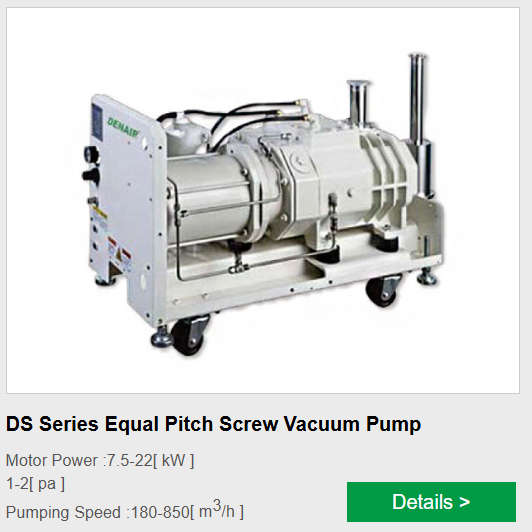 DENAIR
DS Series Equal Pitch Screw Vacuum Pump
Motor Power :7.5-22[ kW ]
1-2[ pa ]
Pumping Speed :180-850[ m3/h ]
Details >